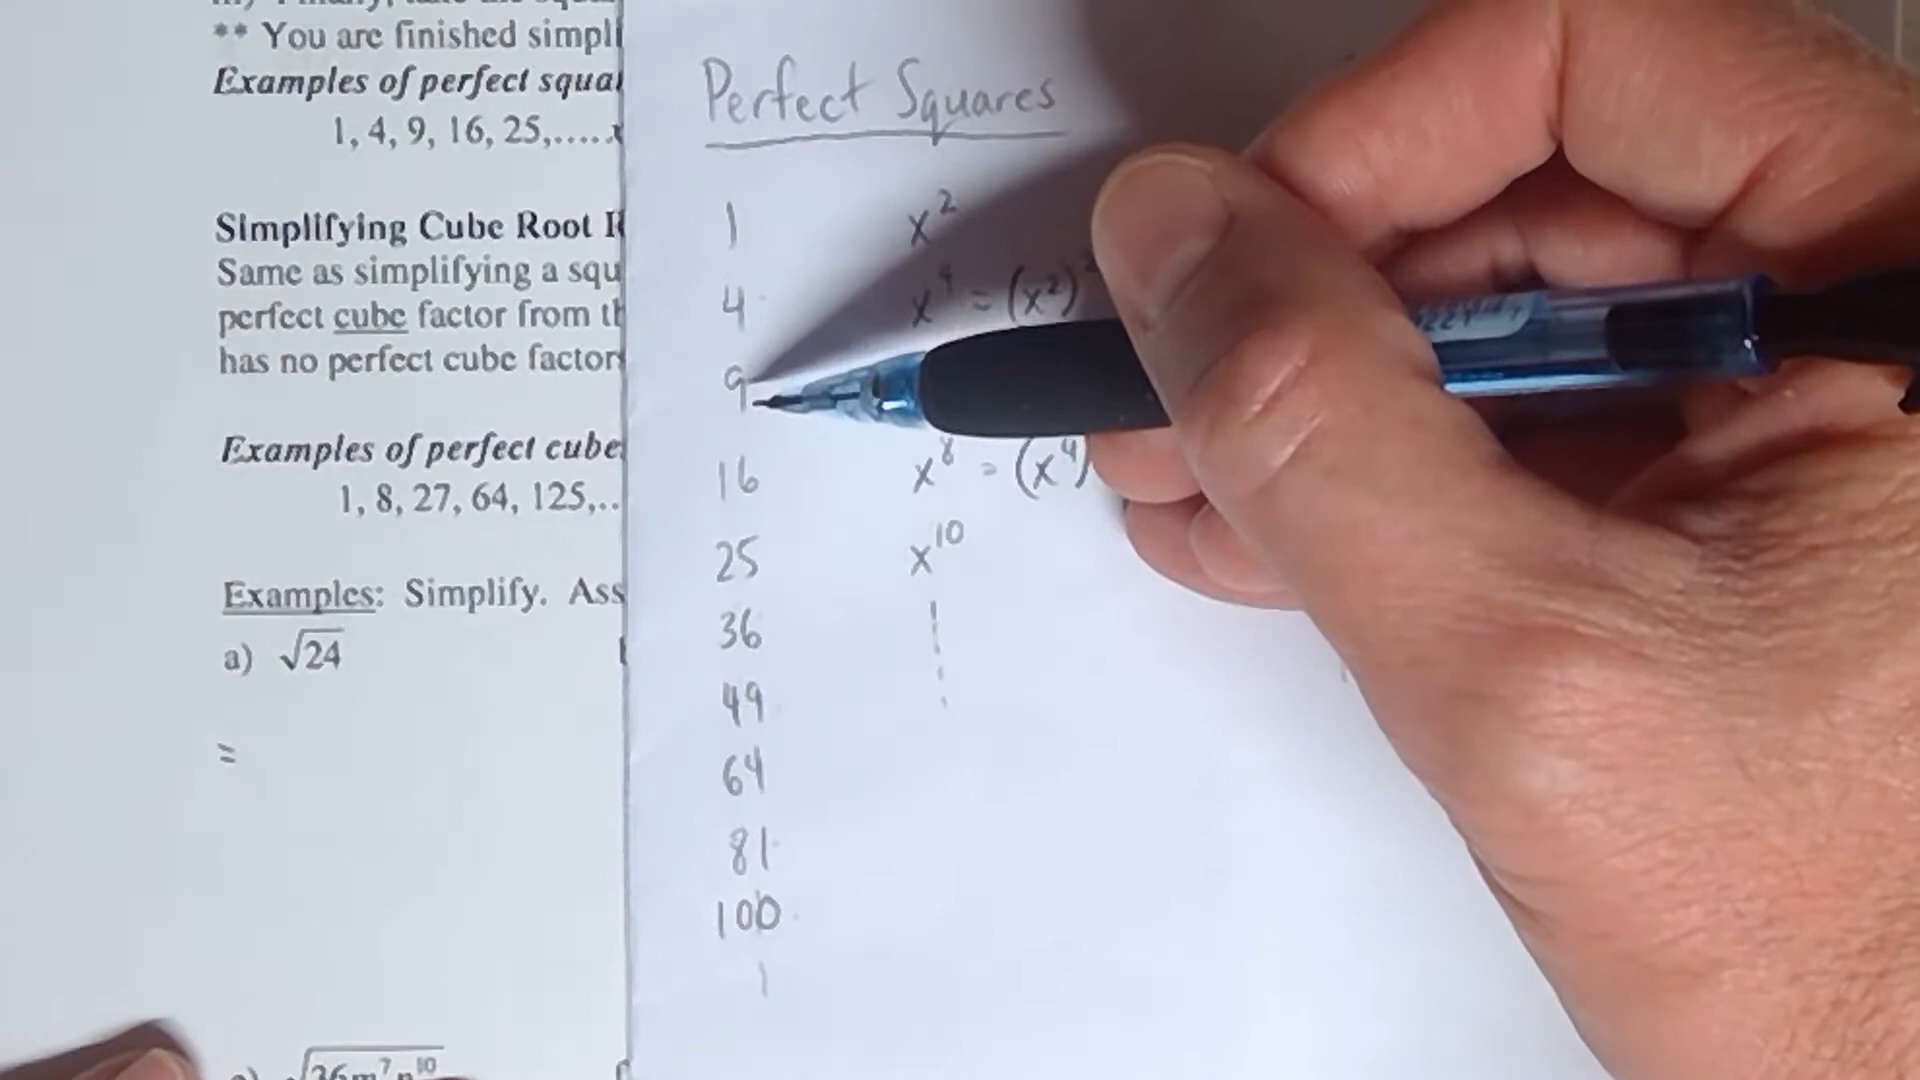 ** You are finished simpl
Examples of perfect squa
1, 4, 9, 16, 25,.....
Simplifying Cube Root
Same as simplifying a squ
perfect cube factor from th
has no perfect cube factor
Examples of perfect cube
1, 8, 27, 64, 125,..
Examples: Simplify. Ass
a) √24
=
√36m⁷n¹⁰
Perfect Squares
1 x²
4 x⁴ = (x²)
9
16 x⁸ = (x⁴)
25 x¹⁰
36
49
64
81
100